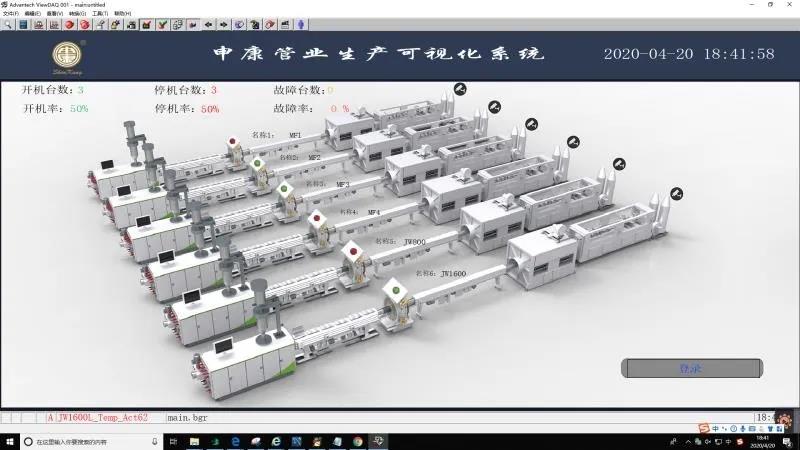 Advantech ViewDAQ 001 - main:untitled
文件(F) 编辑(E) 查看(V) 转换(G) 工具(T) 帮助(H)
申康管业生产可视化系统
2020-04-20 18:41:58
ShenKang
开机台数: 3 停机台数: 3 故障台数: 0
开机率: 50% 停机率: 50% 故障率: 0 %
名称1: MF1
名称2: MF2
名称3: MF3
名称4: MF4
名称5: JW800
名称6: JW1600
登录
A JW1600L_Temp_Act62 main.bgr 18:4
在这里输入你要搜索的内容
中
18:41
2020/4/20